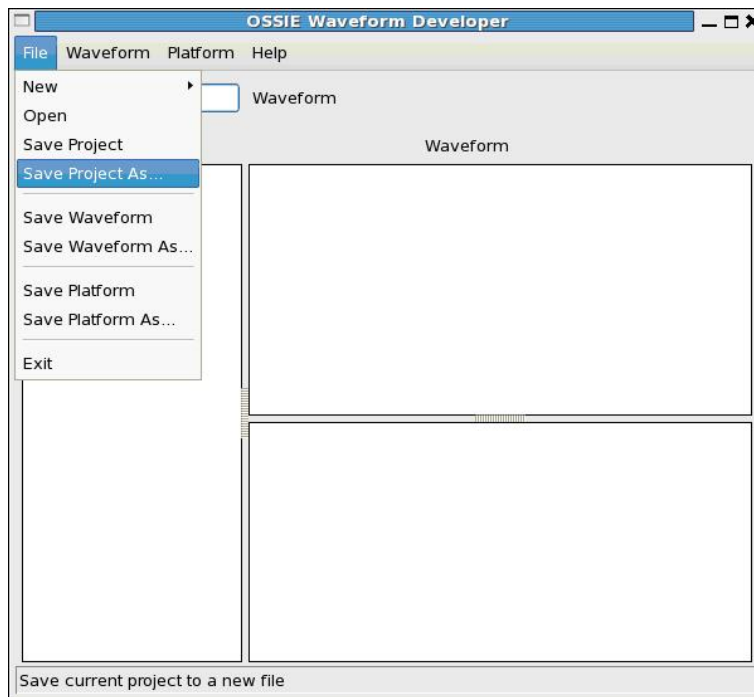 OSSIE Waveform Developer
File Waveform Platform Help
New
Waveform
Open
Save Project
Waveform
Save Project As...
Save Waveform
Save Waveform As...
Save Platform
Save Platform As...
Exit
Save current project to a new file